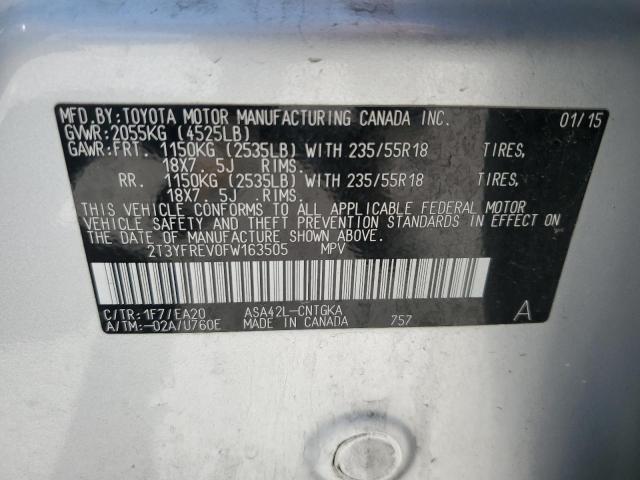 MFD.BY:TOYOTA MOTOR MANUFACTURING CANADA INC. 01/15
GVWR:2055KG (4525LB)
GAWR:FRT. 1150KG (2535LB) WITH 235/55R18 TIRES,
18X7 .5J RIMS.
RR. 1150KG (2535LB) WITH 235/55R18 TIRES,
18X7 .5J RIMS.
THIS VEHICLE CONFORMS TO ALL APPLICABLE FEDERAL MOTOR
VEHICLE SAFETY AND THEFT PREVENTION STANDARDS IN EFFECT ON
THE DATE OF MANUFACTURE SHOWN ABOVE.
2T3YFREV0FW163505 MPV
C/TR:1F7/EA20 ASA42L-CNTGKA
A/TM:-02A/U760E MADE IN CANADA 757 A